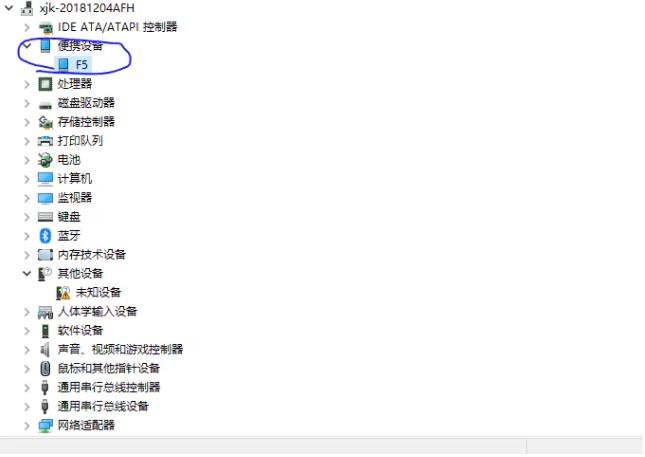 xjk-20181204AFH
IDE ATA/ATAPI 控制器
便携设备
F5
处理器
磁盘驱动器
存储控制器
打印队列
电池
计算机
监视器
键盘
蓝牙
内存技术设备
其他设备
未知设备
人体学输入设备
软件设备
声音、视频和游戏控制器
鼠标和其他指针设备
通用串行总线控制器
通用串行总线设备
网络适配器